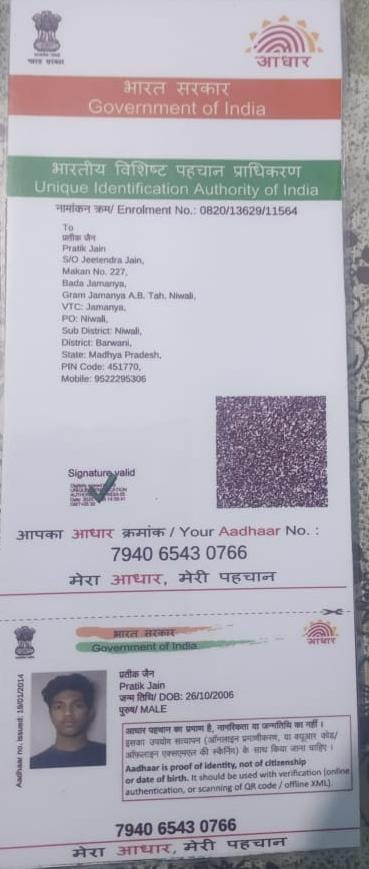 भारत सरकार
आधार
भारत सरकार
Government of India
भारतीय विशिष्ट पहचान प्राधिकरण
Unique Identification Authority of India
नामांकन क्रम/ Enrolment No.: 0820/13629/11564
To
प्रतीक जैन
Pratik Jain
S/O Jeetendra Jain,
Makan No. 227,
Bada Jamanya,
Gram Jamanya A.B. Tah. Niwali,
VTC: Jamanya,
PO: Niwali,
Sub District: Niwali,
District: Barwani,
State: Madhya Pradesh,
PIN Code: 451770,
Mobile: 9522295306
Signature valid
आपका आधार क्रमांक / Your Aadhaar No. :
7940 6543 0766
मेरा आधार, मेरी पहचान
भारत सरकार
Government of India
आधार
Aadhaar no. issued: 19/01/2014
प्रतीक जैन
Pratik Jain
जन्म तिथि/ DOB: 26/10/2006
पुरुष/ MALE
आधार पहचान का प्रमाण है, नागरिकता या जन्मतिथि का नहीं ।
इसका उपयोग सत्यापन (ऑनलाइन प्रमाणीकरण, या क्यूआर कोड/
ऑफलाइन एक्सएमएल की स्कैनिंग) के साथ किया जाना चाहिए ।
Aadhaar is proof of identity, not of citizenship
or date of birth. It should be used with verification (online
authentication, or scanning of QR code / offline XML).
7940 6543 0766
मेरा आधार, मेरी पहचान